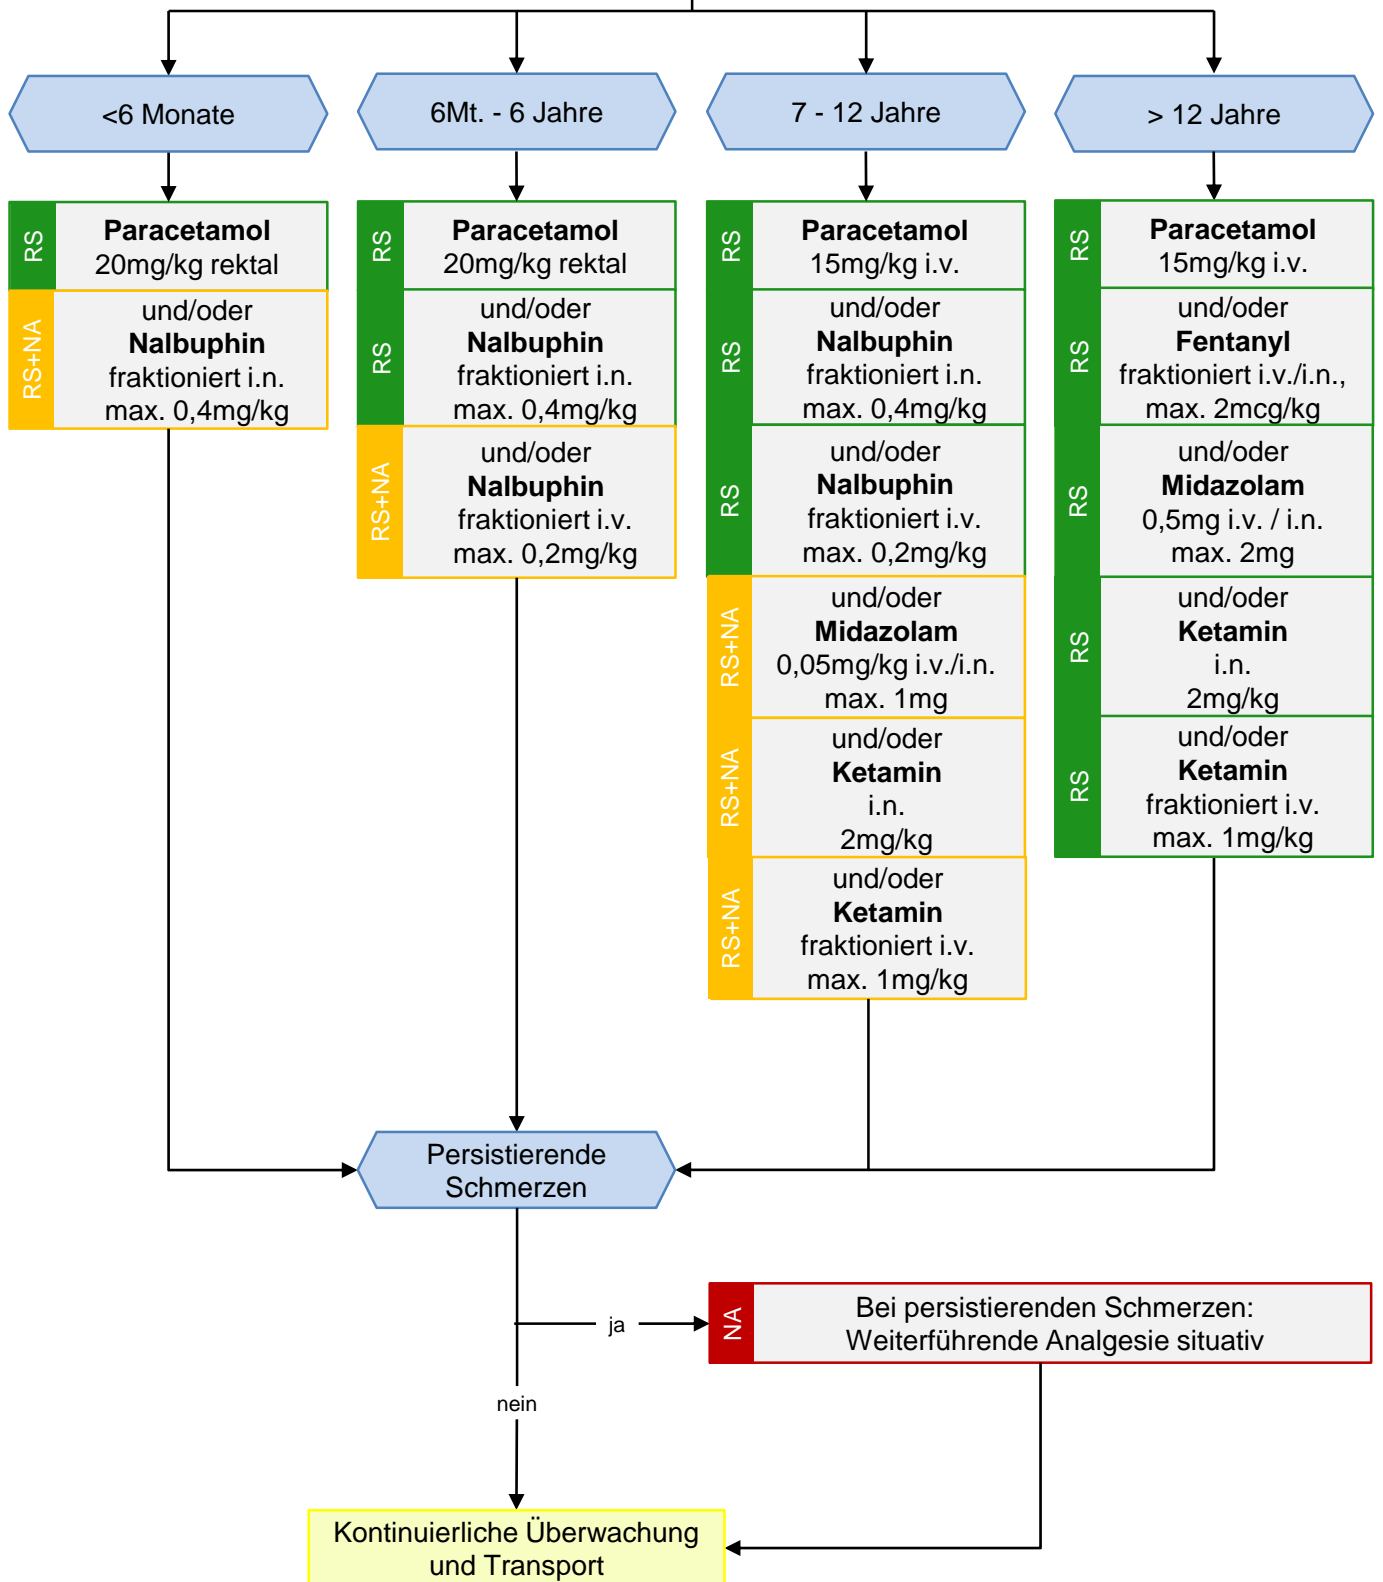 <6 Monate
6Mt. - 6 Jahre
7 - 12 Jahre
> 12 Jahre
RS
Paracetamol
20mg/kg rektal
RS+NA
und/oder
Nalbuphin
fraktioniert i.n.
max. 0,4mg/kg
RS
Paracetamol
20mg/kg rektal
RS
und/oder
Nalbuphin
fraktioniert i.n.
max. 0,4mg/kg
RS+NA
und/oder
Nalbuphin
fraktioniert i.v.
max. 0,2mg/kg
RS
Paracetamol
15mg/kg i.v.
RS
und/oder
Nalbuphin
fraktioniert i.n.
max. 0,4mg/kg
RS
und/oder
Nalbuphin
fraktioniert i.v.
max. 0,2mg/kg
RS+NA
und/oder
Midazolam
0,05mg/kg i.v./i.n.
max. 1mg
RS+NA
und/oder
Ketamin
i.n.
2mg/kg
RS+NA
und/oder
Ketamin
fraktioniert i.v.
max. 1mg/kg
RS
Paracetamol
15mg/kg i.v.
RS
und/oder
Fentanyl
fraktioniert i.v./i.n.,
max. 2mcg/kg
RS
und/oder
Midazolam
0,5mg i.v. / i.n.
max. 2mg
RS
und/oder
Ketamin
i.n.
2mg/kg
RS
und/oder
Ketamin
fraktioniert i.v.
max. 1mg/kg
Persistierende
Schmerzen
ja
NA
Bei persistierenden Schmerzen:
Weiterführende Analgesie situativ
nein
Kontinuierliche Überwachung
und Transport